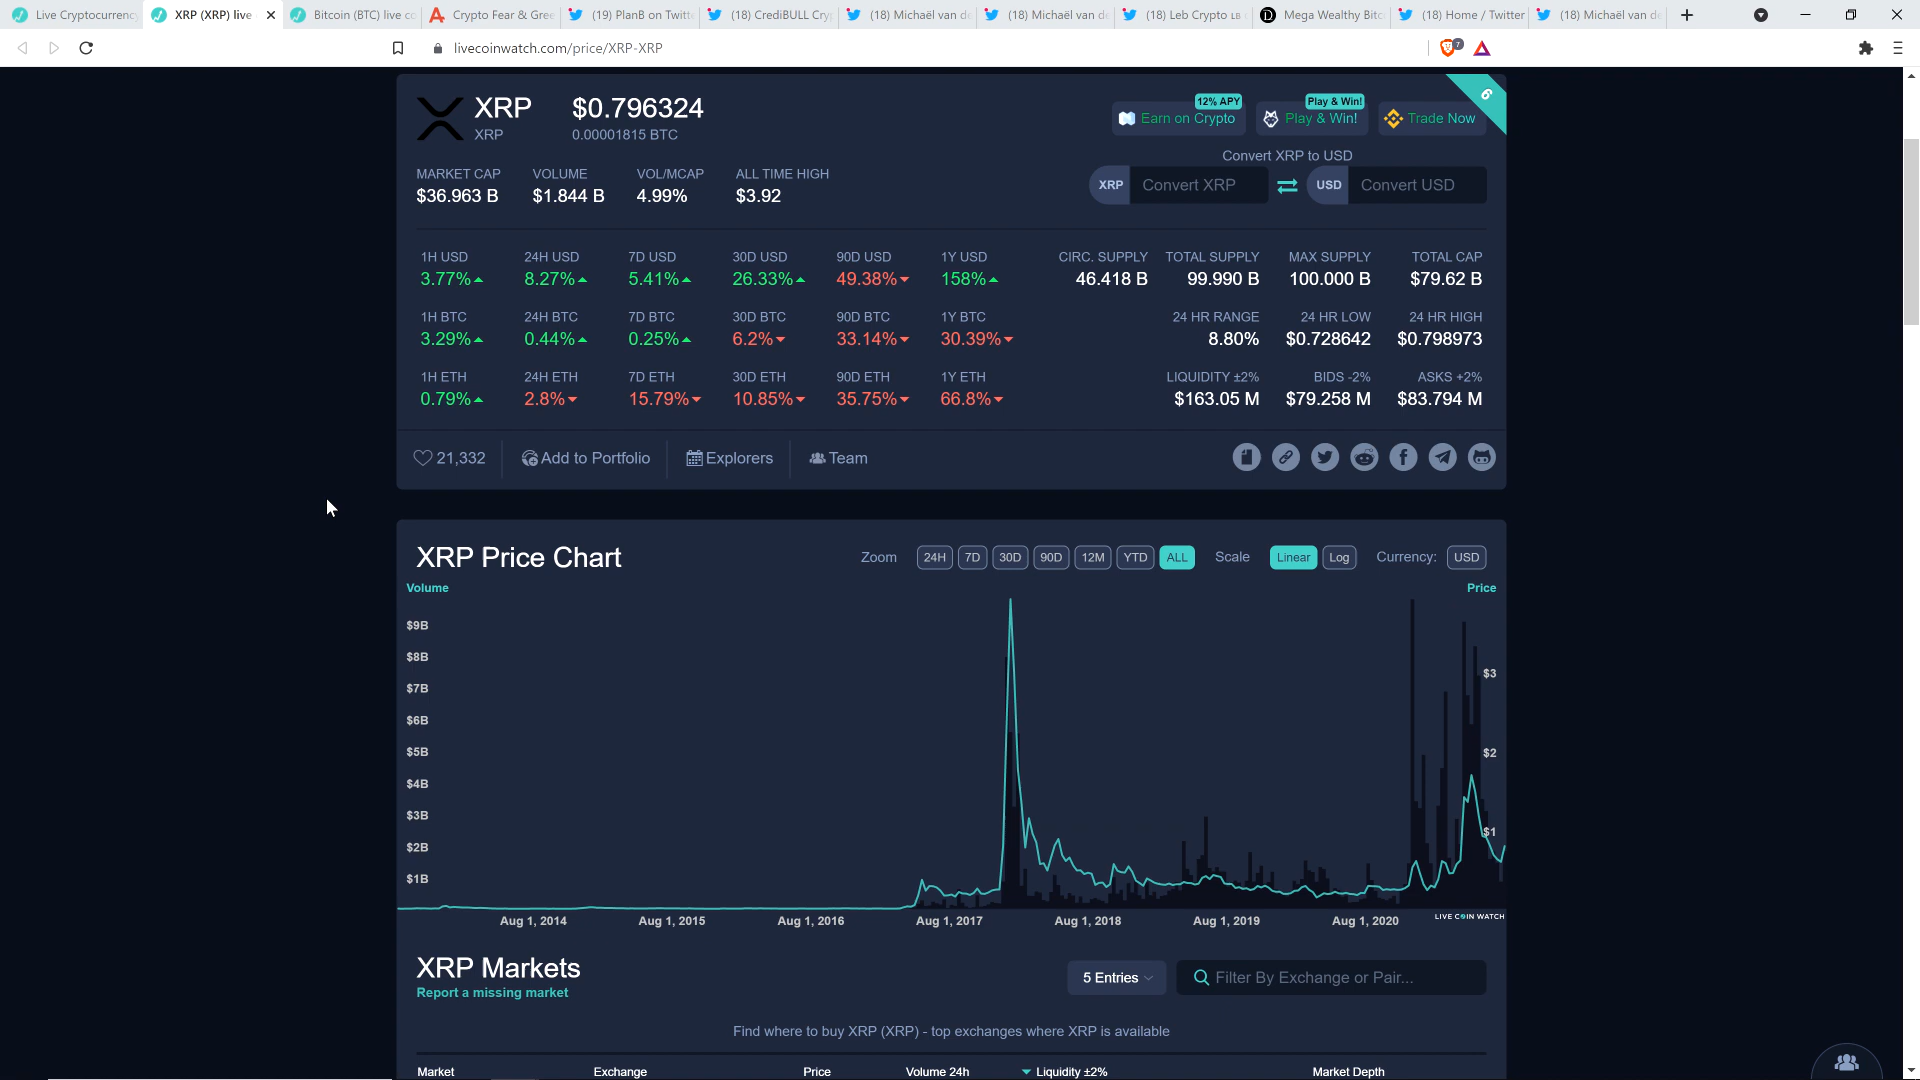 Live Cryptocurrenc
XRP (XRP) live
Bitcoin (BTC) live co
Crypto Fear & Gre
(19) PlanB on Twitt
(18) CrediBULL Cry
(18) Michaël van d
(18) Michaël van de
(18) Leb Crypto
Mega Wealthy Bitc
(18) Home / Twitter
(18) Michaël van de
livecoinwatch.com/price/XRP-XRP
7
XRP
XRP
$0.796324
0.00001815 BTC
12% APY
Earn on Crypto
Play & Win!
Play & Win!
Trade Now
6
Convert XRP to USD
XRP Convert XRP
USD Convert USD
MARKET CAP VOLUME VOL/MCAP ALL TIME HIGH
$36.963 B $1.844 B 4.99% $3.92
1H USD 24H USD 7D USD 30D USD 90D USD 1Y USD CIRC. SUPPLY TOTAL SUPPLY MAX SUPPLY TOTAL CAP
3.77% 8.27% 5.41% 26.33% 49.38% 158% 46.418 B 99.990 B 100.000 B $79.62 B
1H BTC 24H BTC 7D BTC 30D BTC 90D BTC 1Y BTC 24 HR RANGE 24 HR LOW 24 HR HIGH
3.29% 0.44% 0.25% 6.2% 33.14% 30.39% 8.80% $0.728642 $0.798973
1H ETH 24H ETH 7D ETH 30D ETH 90D ETH 1Y ETH LIQUIDITY ±2% BIDS -2% ASKS +2%
0.79% 2.8% 15.79% 10.85% 35.75% 66.8% $163.05 M $79.258 M $83.794 M
21,332 Add to Portfolio Explorers Team
XRP Price Chart
Zoom 24H 7D 30D 90D 12M YTD ALL Scale Linear Log Currency: USD
Volume
Price
$9B
$8B
$7B
$6B
$5B
$4B
$3B
$2B
$1B
$3
$2
$1
Aug 1, 2014 Aug 1, 2015 Aug 1, 2016 Aug 1, 2017 Aug 1, 2018 Aug 1, 2019 Aug 1, 2020
LIVE COIN WATCH
XRP Markets
Report a missing market
5 Entries
Filter By Exchange or Pair...
Find where to buy XRP (XRP) - top exchanges where XRP is available
Market Exchange Price Volume 24h Liquidity ±2% Market Depth